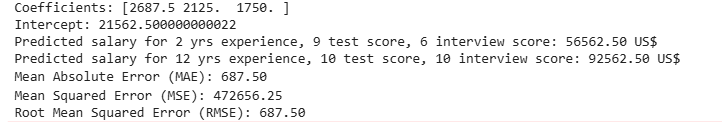 Coefficients: [2687.5 2125.  1750. ]
Intercept: 21562.500000000022
Predicted salary for 2 yrs experience, 9 test score, 6 interview score: 56562.50 US$
Predicted salary for 12 yrs experience, 10 test score, 10 interview score: 92562.50 US$
Mean Absolute Error (MAE): 687.50
Mean Squared Error (MSE): 472656.25
Root Mean Squared Error (RMSE): 687.50